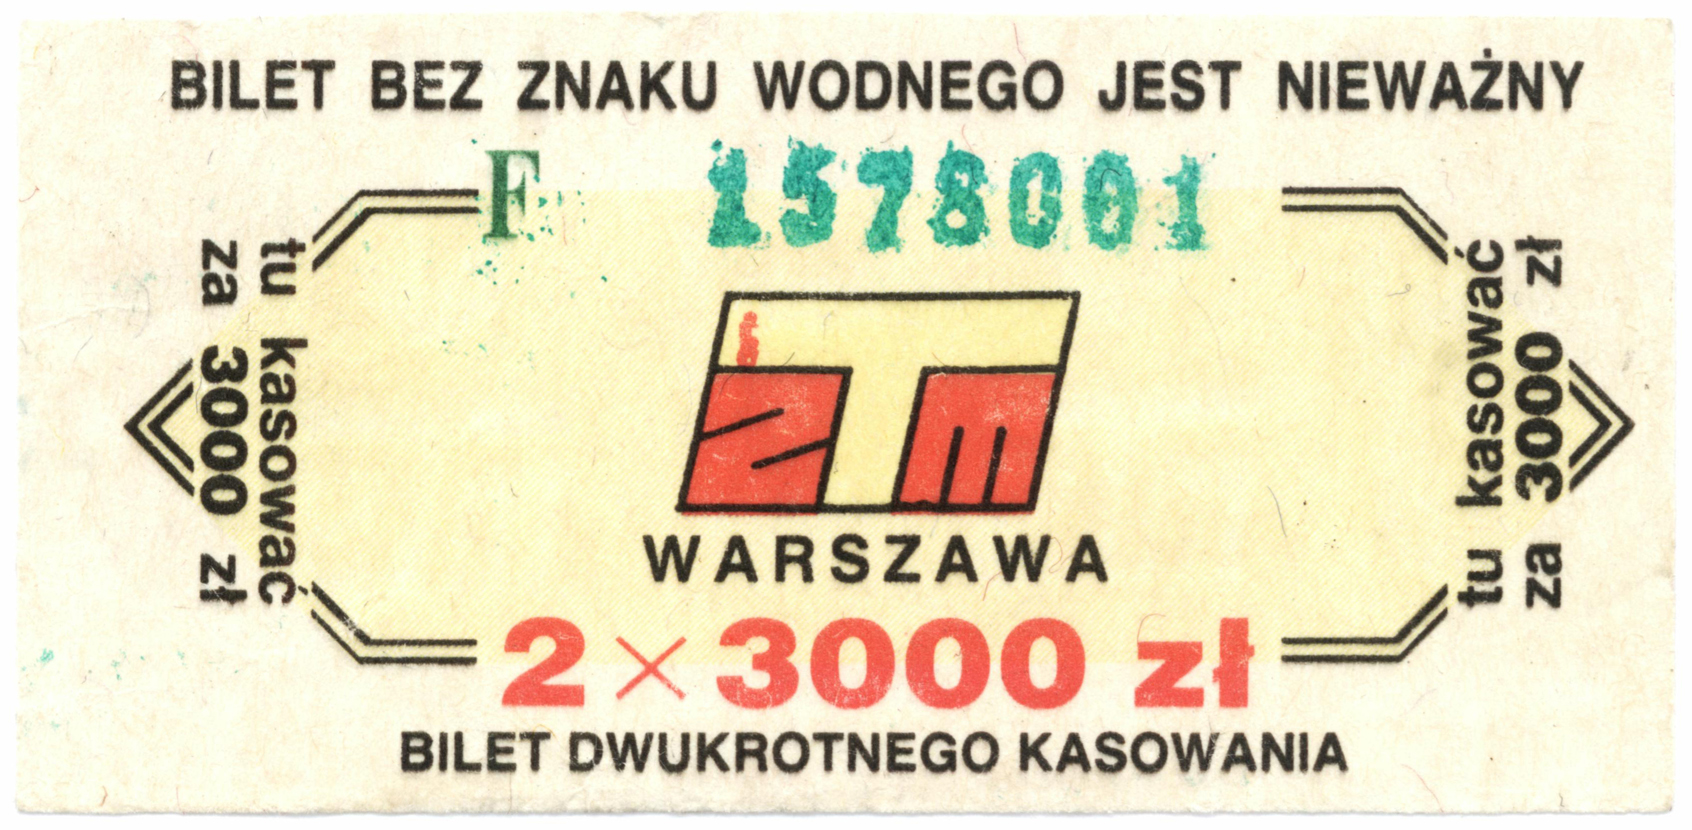 BILET BEZ ZNAKU WODNEGO JEST NIEWAŻNY
F 1578001
tu kasować
za 3000 zł
ZTM
WARSZAWA
2 × 3000 zł
BILET DWUKROTNEGO KASOWANIA
tu kasować
za 3000 zł